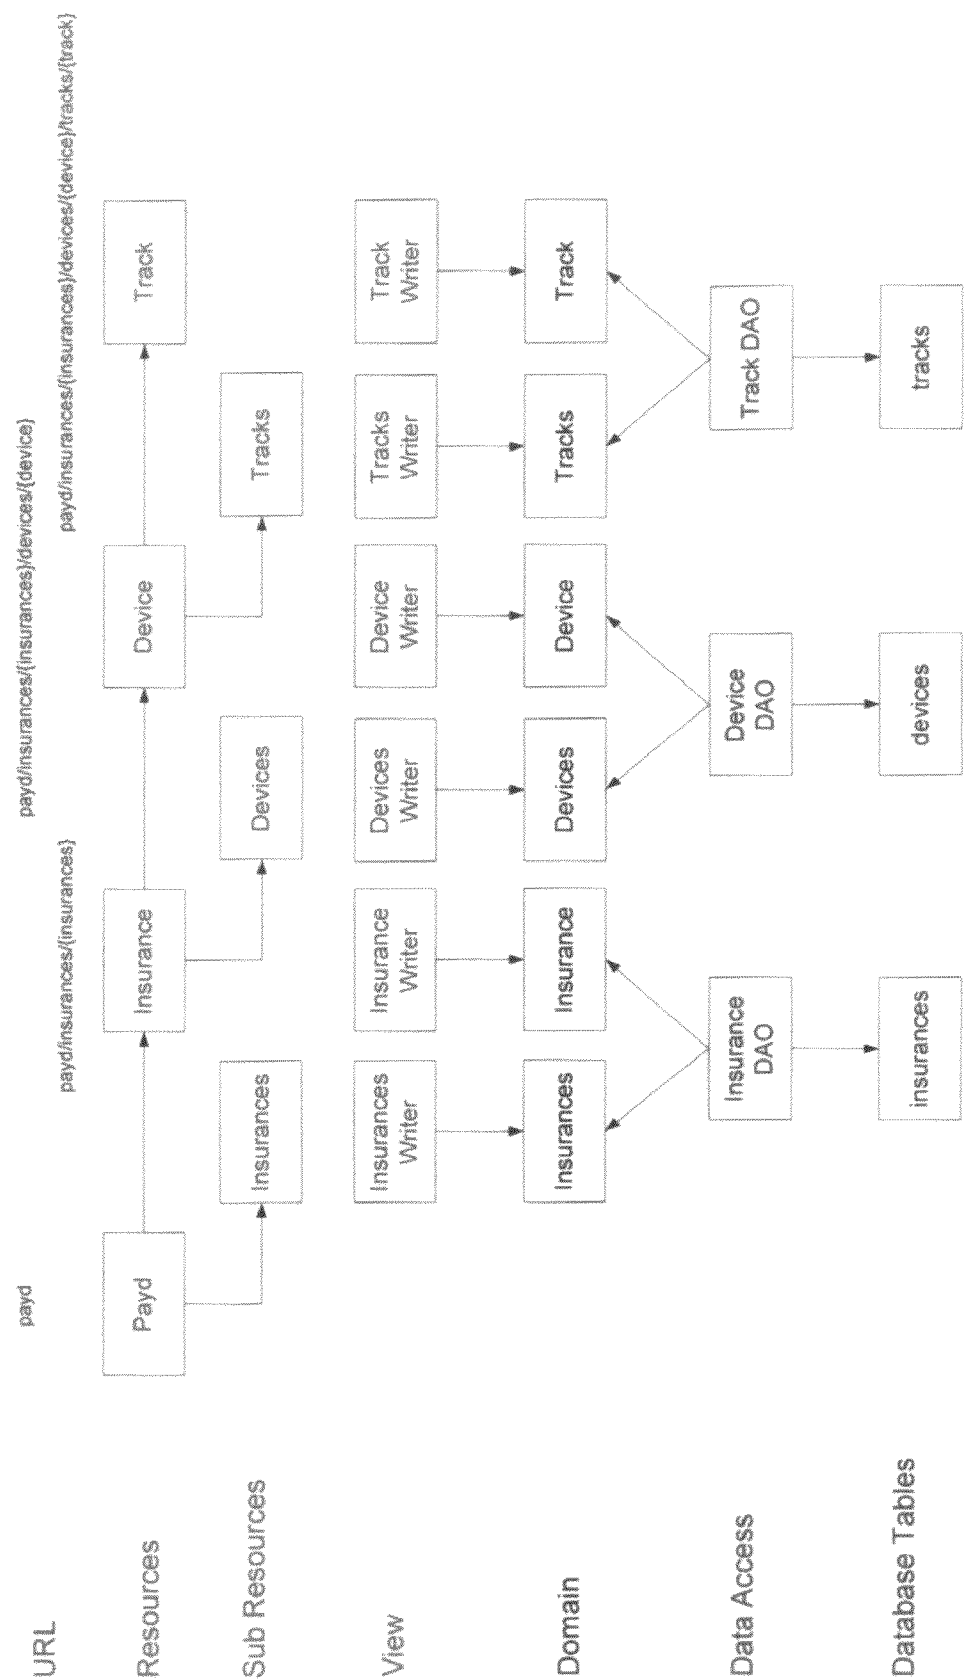 URL
payd
payd/insurances/{insurances}
payd/insurances/{insurances}/devices/{device}
payd/insurances/{insurances}/devices/{device}/tracks/{track}
Resources
Payd
Insurance
Device
Track
Sub Resources
Insurances
Devices
Tracks
View
Insurances
Writer
Insurance
Writer
Devices
Writer
Device
Writer
Tracks
Writer
Track
Writer
Domain
Insurances
Insurance
Devices
Device
Tracks
Track
Data Access
Insurance
DAO
Device
DAO
Track DAO
Database Tables
insurances
devices
tracks